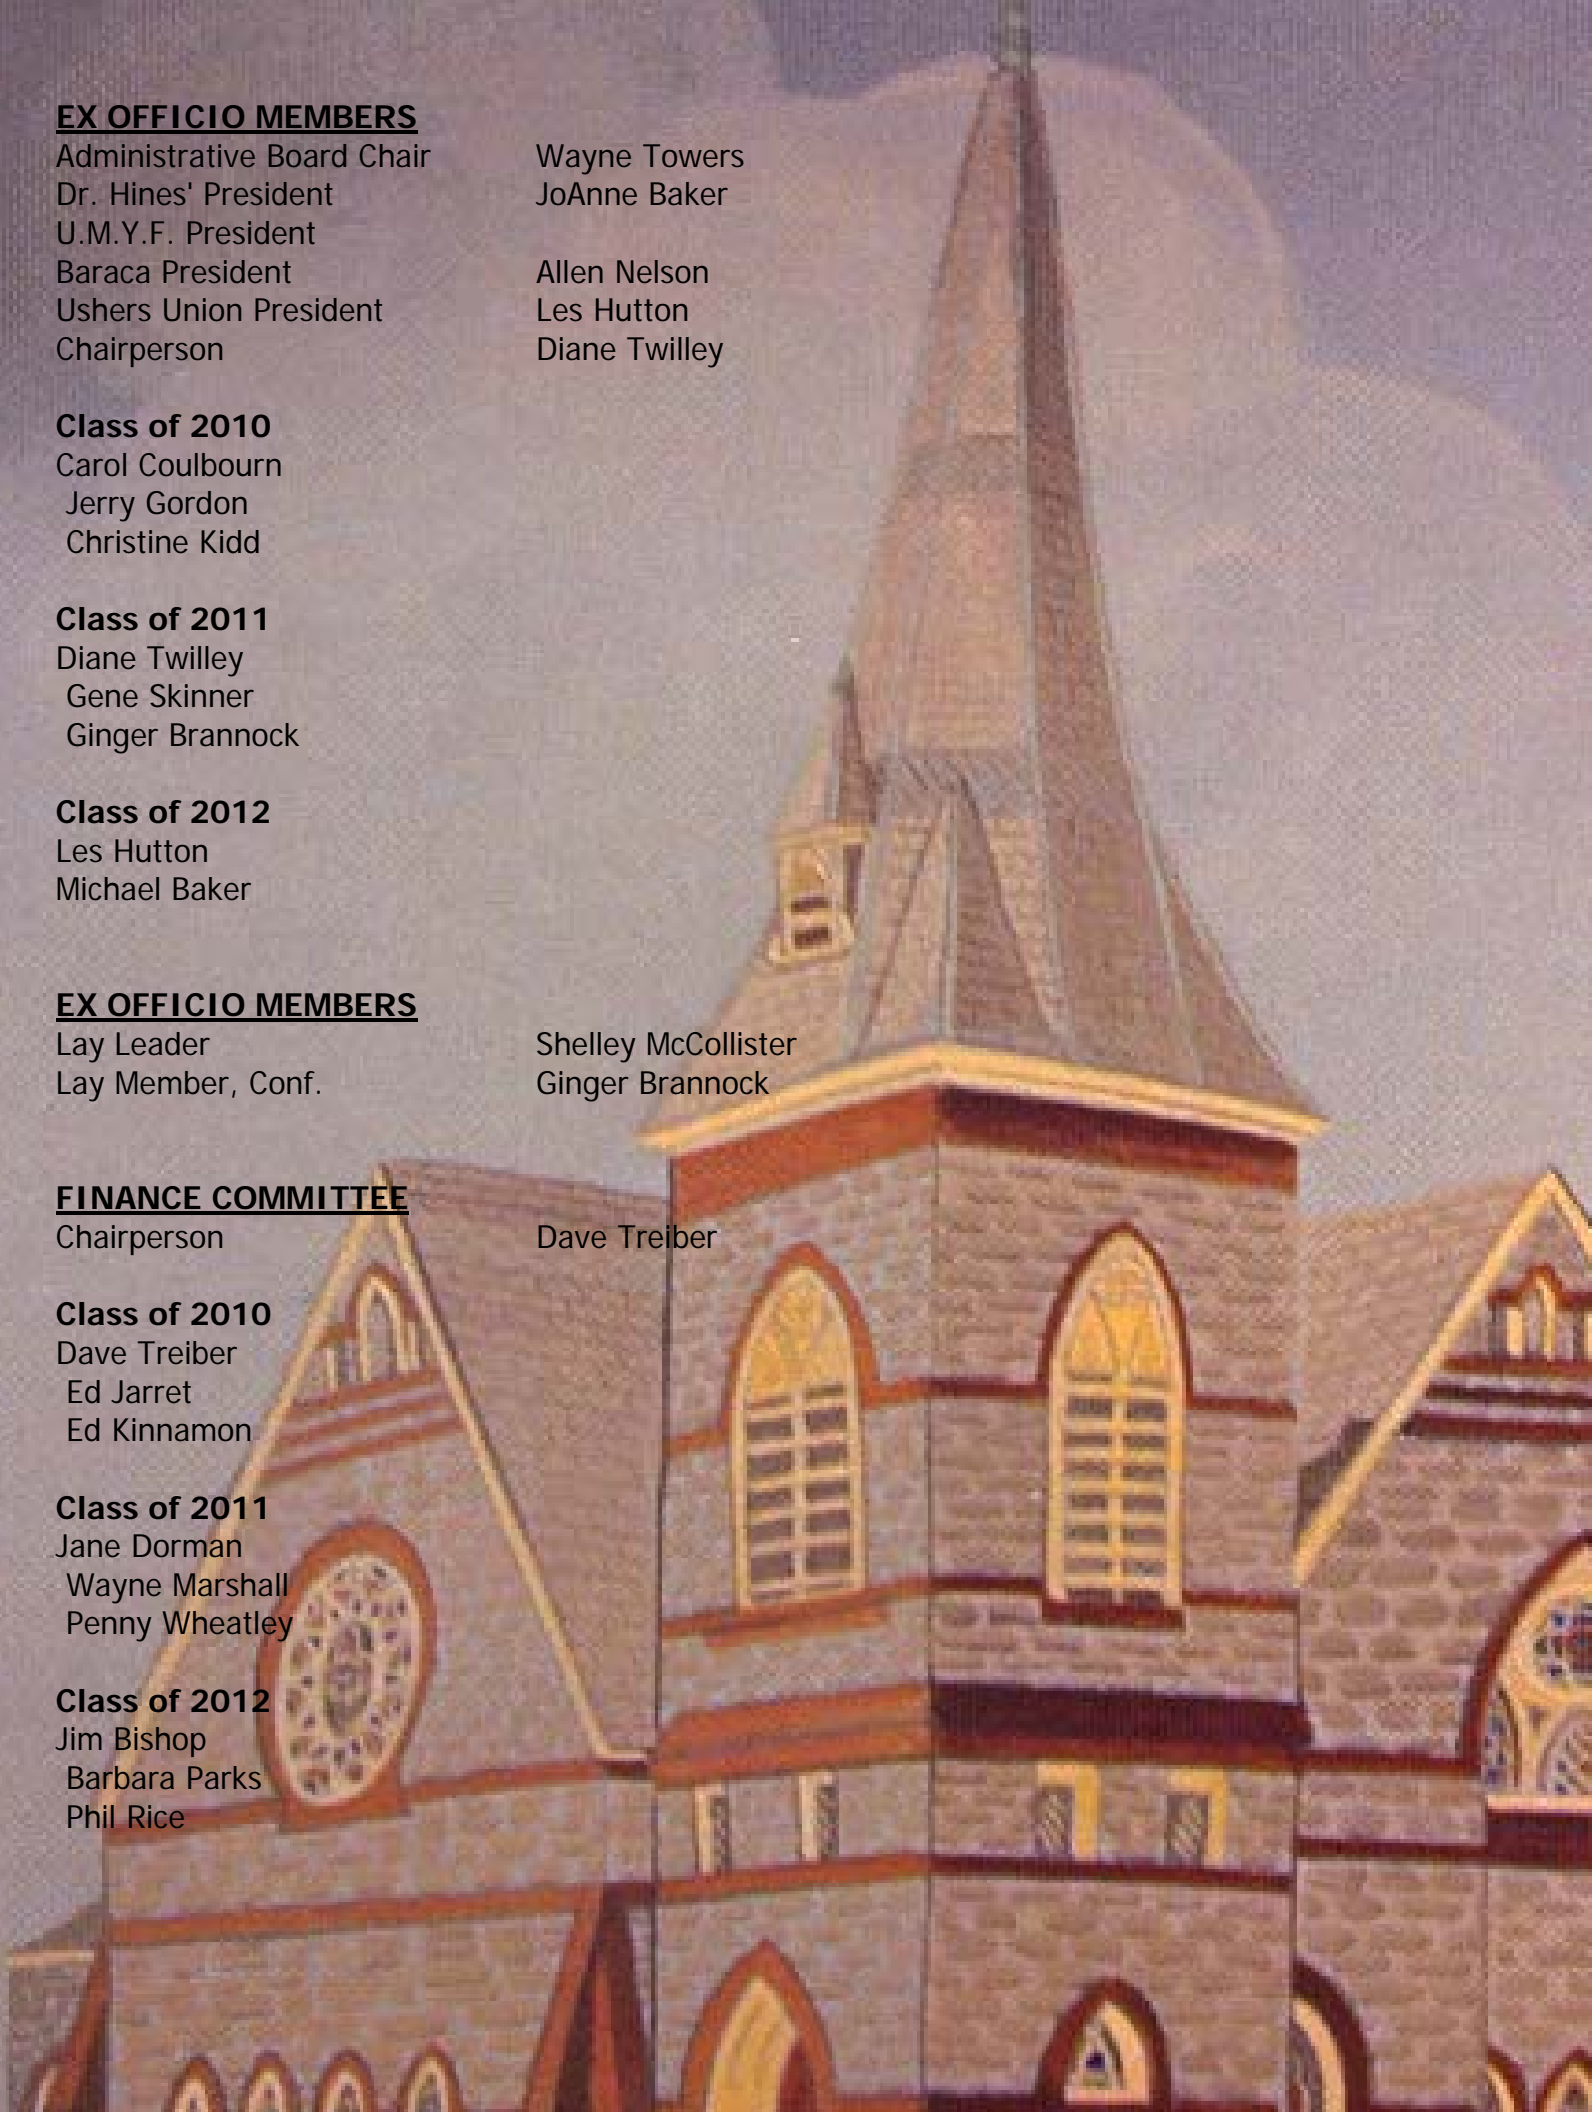 EX OFFICIO MEMBERS
Administrative Board Chair Wayne Towers
Dr. Hines' President JoAnne Baker
U.M.Y.F. President
Baraca President Allen Nelson
Ushers Union President Les Hutton
Chairperson Diane Twilley
Class of 2010
Carol Coulbourn
Jerry Gordon
Christine Kidd
Class of 2011
Diane Twilley
Gene Skinner
Ginger Brannock
Class of 2012
Les Hutton
Michael Baker
EX OFFICIO MEMBERS
Lay Leader Shelley McCollister
Lay Member, Conf. Ginger Brannock
FINANCE COMMITTEE
Chairperson Dave Treiber
Class of 2010
Dave Treiber
Ed Jarret
Ed Kinnamon
Class of 2011
Jane Dorman
Wayne Marshall
Penny Wheatley
Class of 2012
Jim Bishop
Barbara Parks
Phil Rice